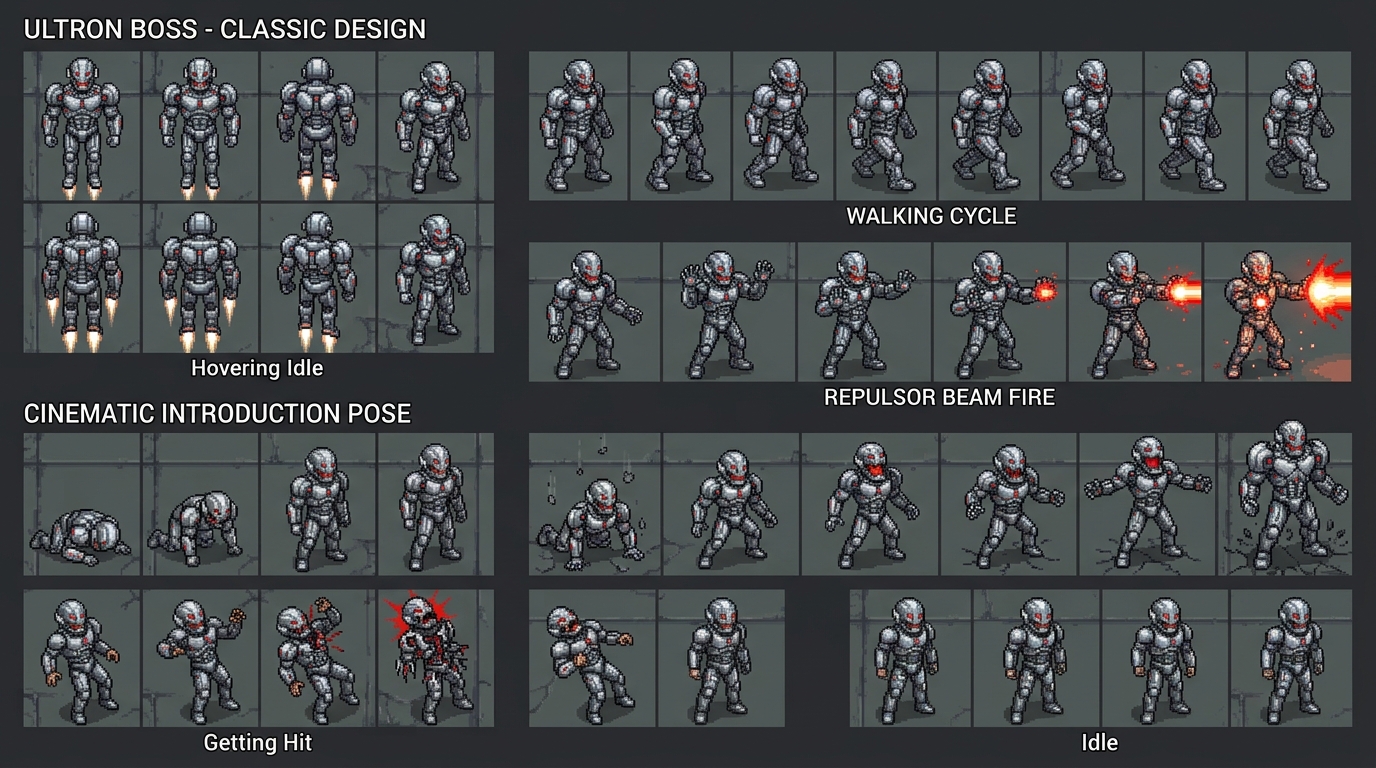 ULTRON BOSS - CLASSIC DESIGN
WALKING CYCLE
Hovering Idle
REPULSOR BEAM FIRE
CINEMATIC INTRODUCTION POSE
Getting Hit
Idle